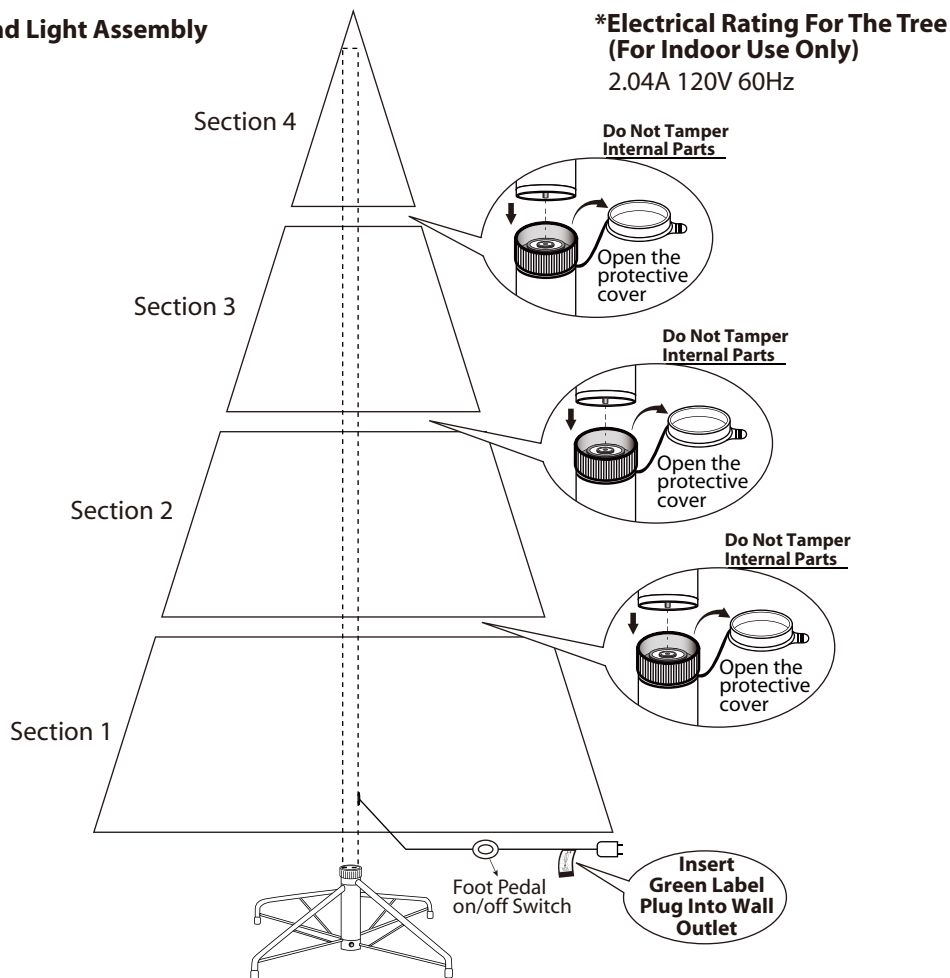 nd Light Assembly
*Electrical Rating For The Tree
(For Indoor Use Only)
2.04A 120V 60Hz
Section 4
Do Not Tamper
Internal Parts
Open the
protective
cover
Section 3
Do Not Tamper
Internal Parts
Open the
protective
cover
Section 2
Do Not Tamper
Internal Parts
Open the
protective
cover
Section 1
Foot Pedal
on/off Switch
Insert
Green Label
Plug Into Wall
Outlet